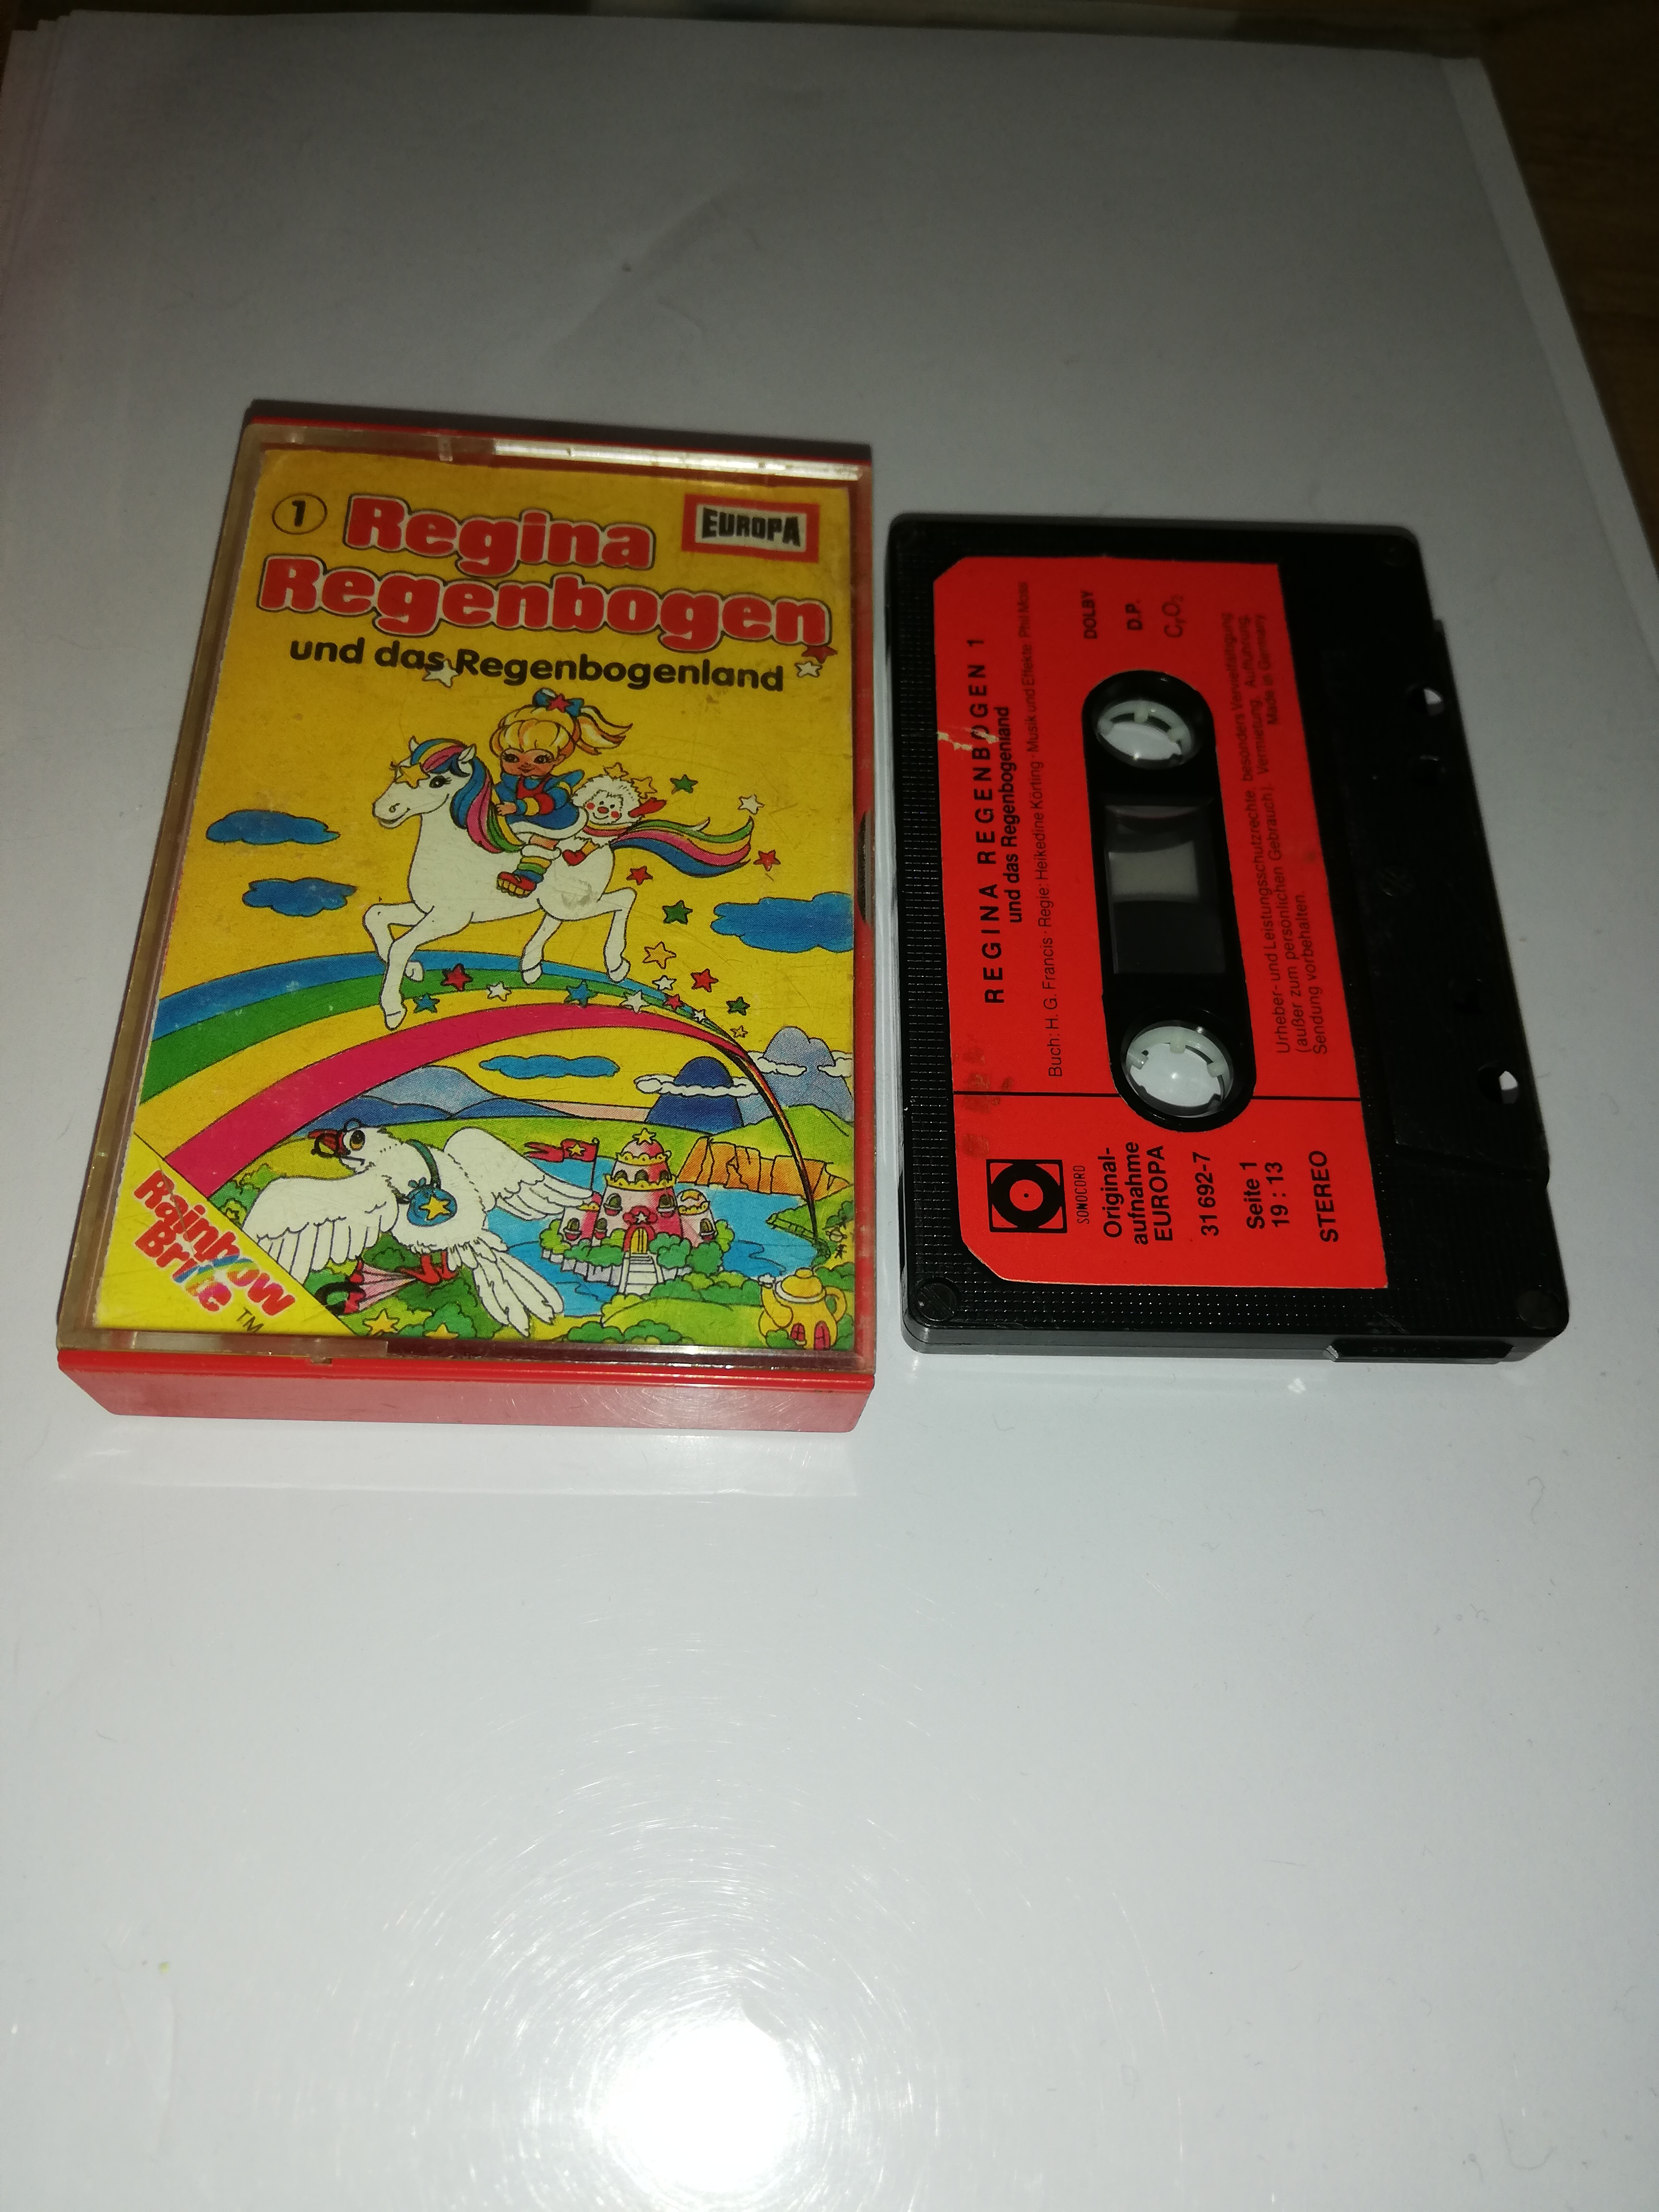 1
Regina
EUROPA
Regenbogen
und das Regenbogenland
Rainbow
Brite
TM
REGINA REGENBOGEN 1
und das Regenbogenland
Buch: H. G. Francis · Regie: Heikedine Körting · Musik und Effekte: Phil Moss
DOLBY
D.P.
CrO₂
SONOCORD
Original-
aufnahme
EUROPA
31 692-7
Seite 1
19 : 13
STEREO
Urheber- und Leistungsschutzrechte, besonders Vervielfältigung
(außer zum persönlichen Gebrauch), Vermietung, Aufführung,
Sendung vorbehalten.
Made in Germany